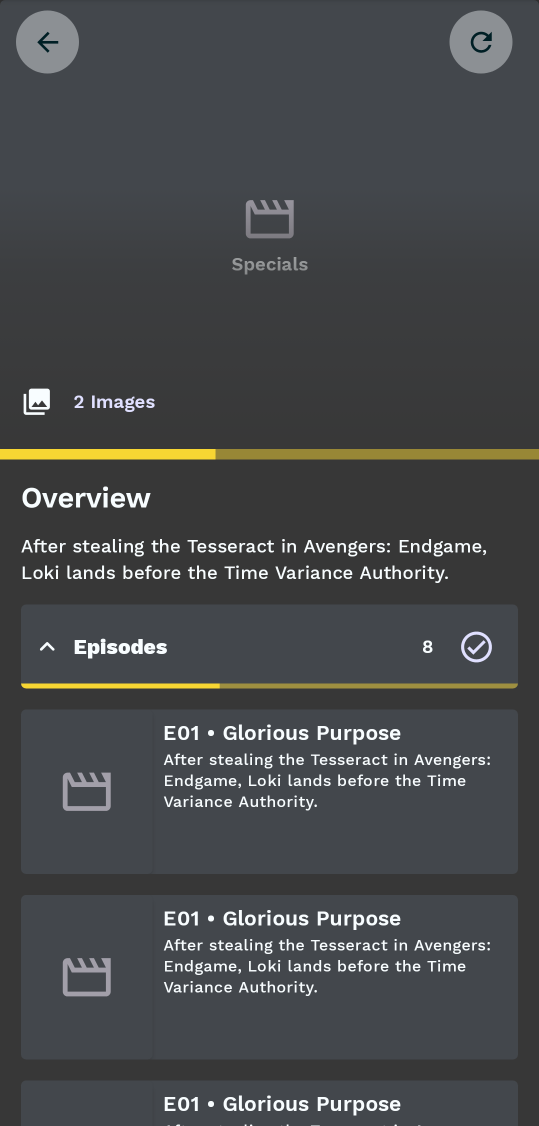 Specials
2 Images
Overview
After stealing the Tesseract in Avengers: Endgame,
Loki lands before the Time Variance Authority.
Episodes 8
E01 • Glorious Purpose
After stealing the Tesseract in Avengers:
Endgame, Loki lands before the Time
Variance Authority.
E01 • Glorious Purpose
After stealing the Tesseract in Avengers:
Endgame, Loki lands before the Time
Variance Authority.
E01 • Glorious Purpose